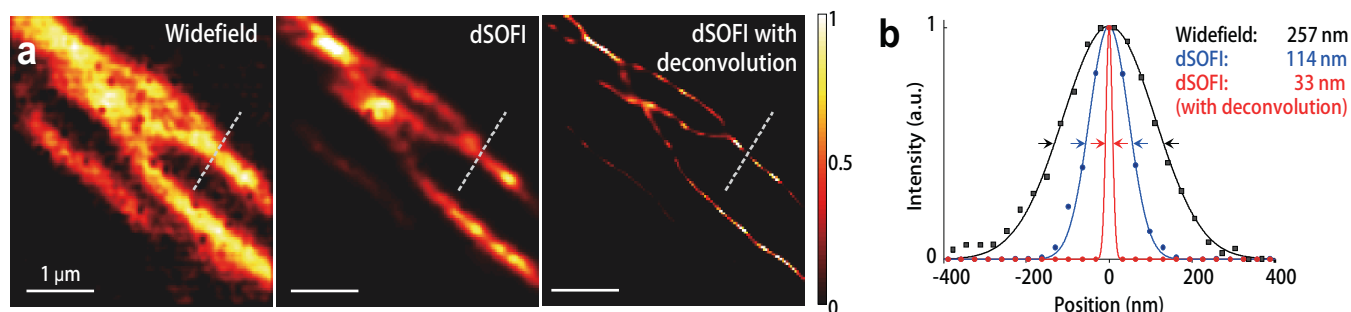 a
Widefield
1 μm
dSOFI
dSOFI with
deconvolution
1
0.5
0
b
Widefield: 257 nm
dSOFI: 114 nm
dSOFI: 33 nm
(with deconvolution)
Intensity (a.u.)
1
0
-400 -200 0 200 400
Position (nm)